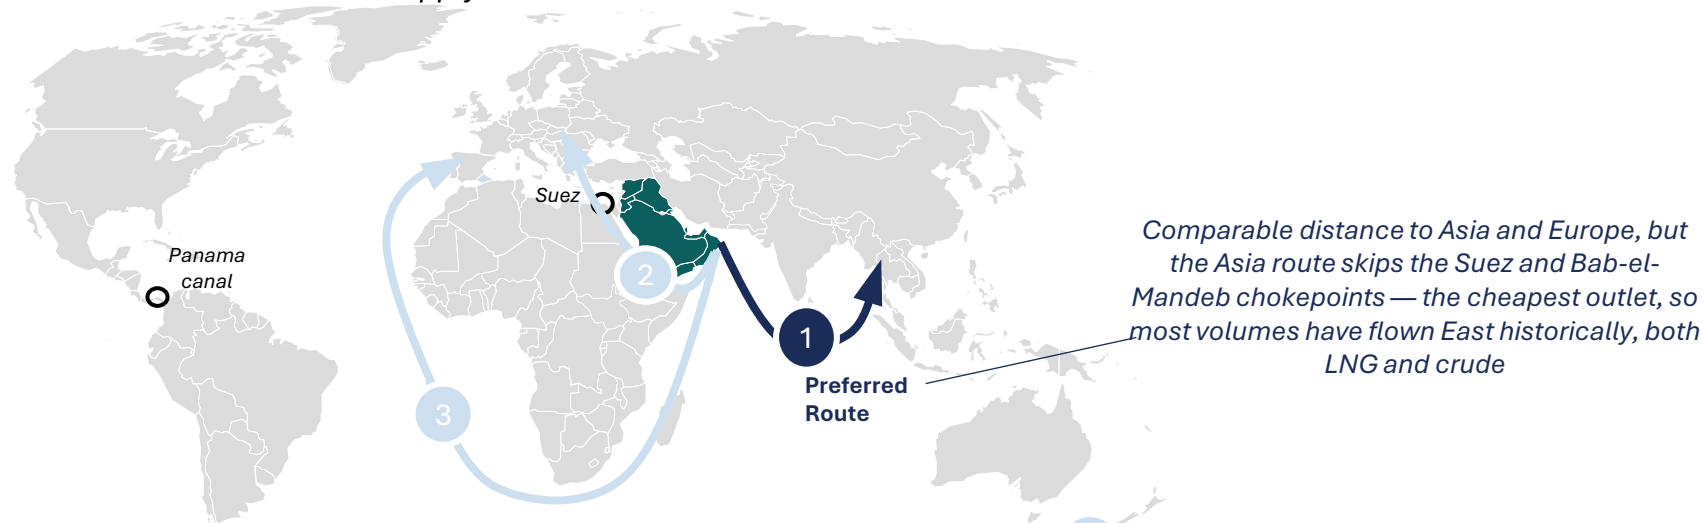 Suez
Panama
canal
2
1
3
Preferred
Route
Comparable distance to Asia and Europe, but
the Asia route skips the Suez and Bab-el-
Mandeb chokepoints — the cheapest outlet, so
most volumes have flown East historically, both
LNG and crude